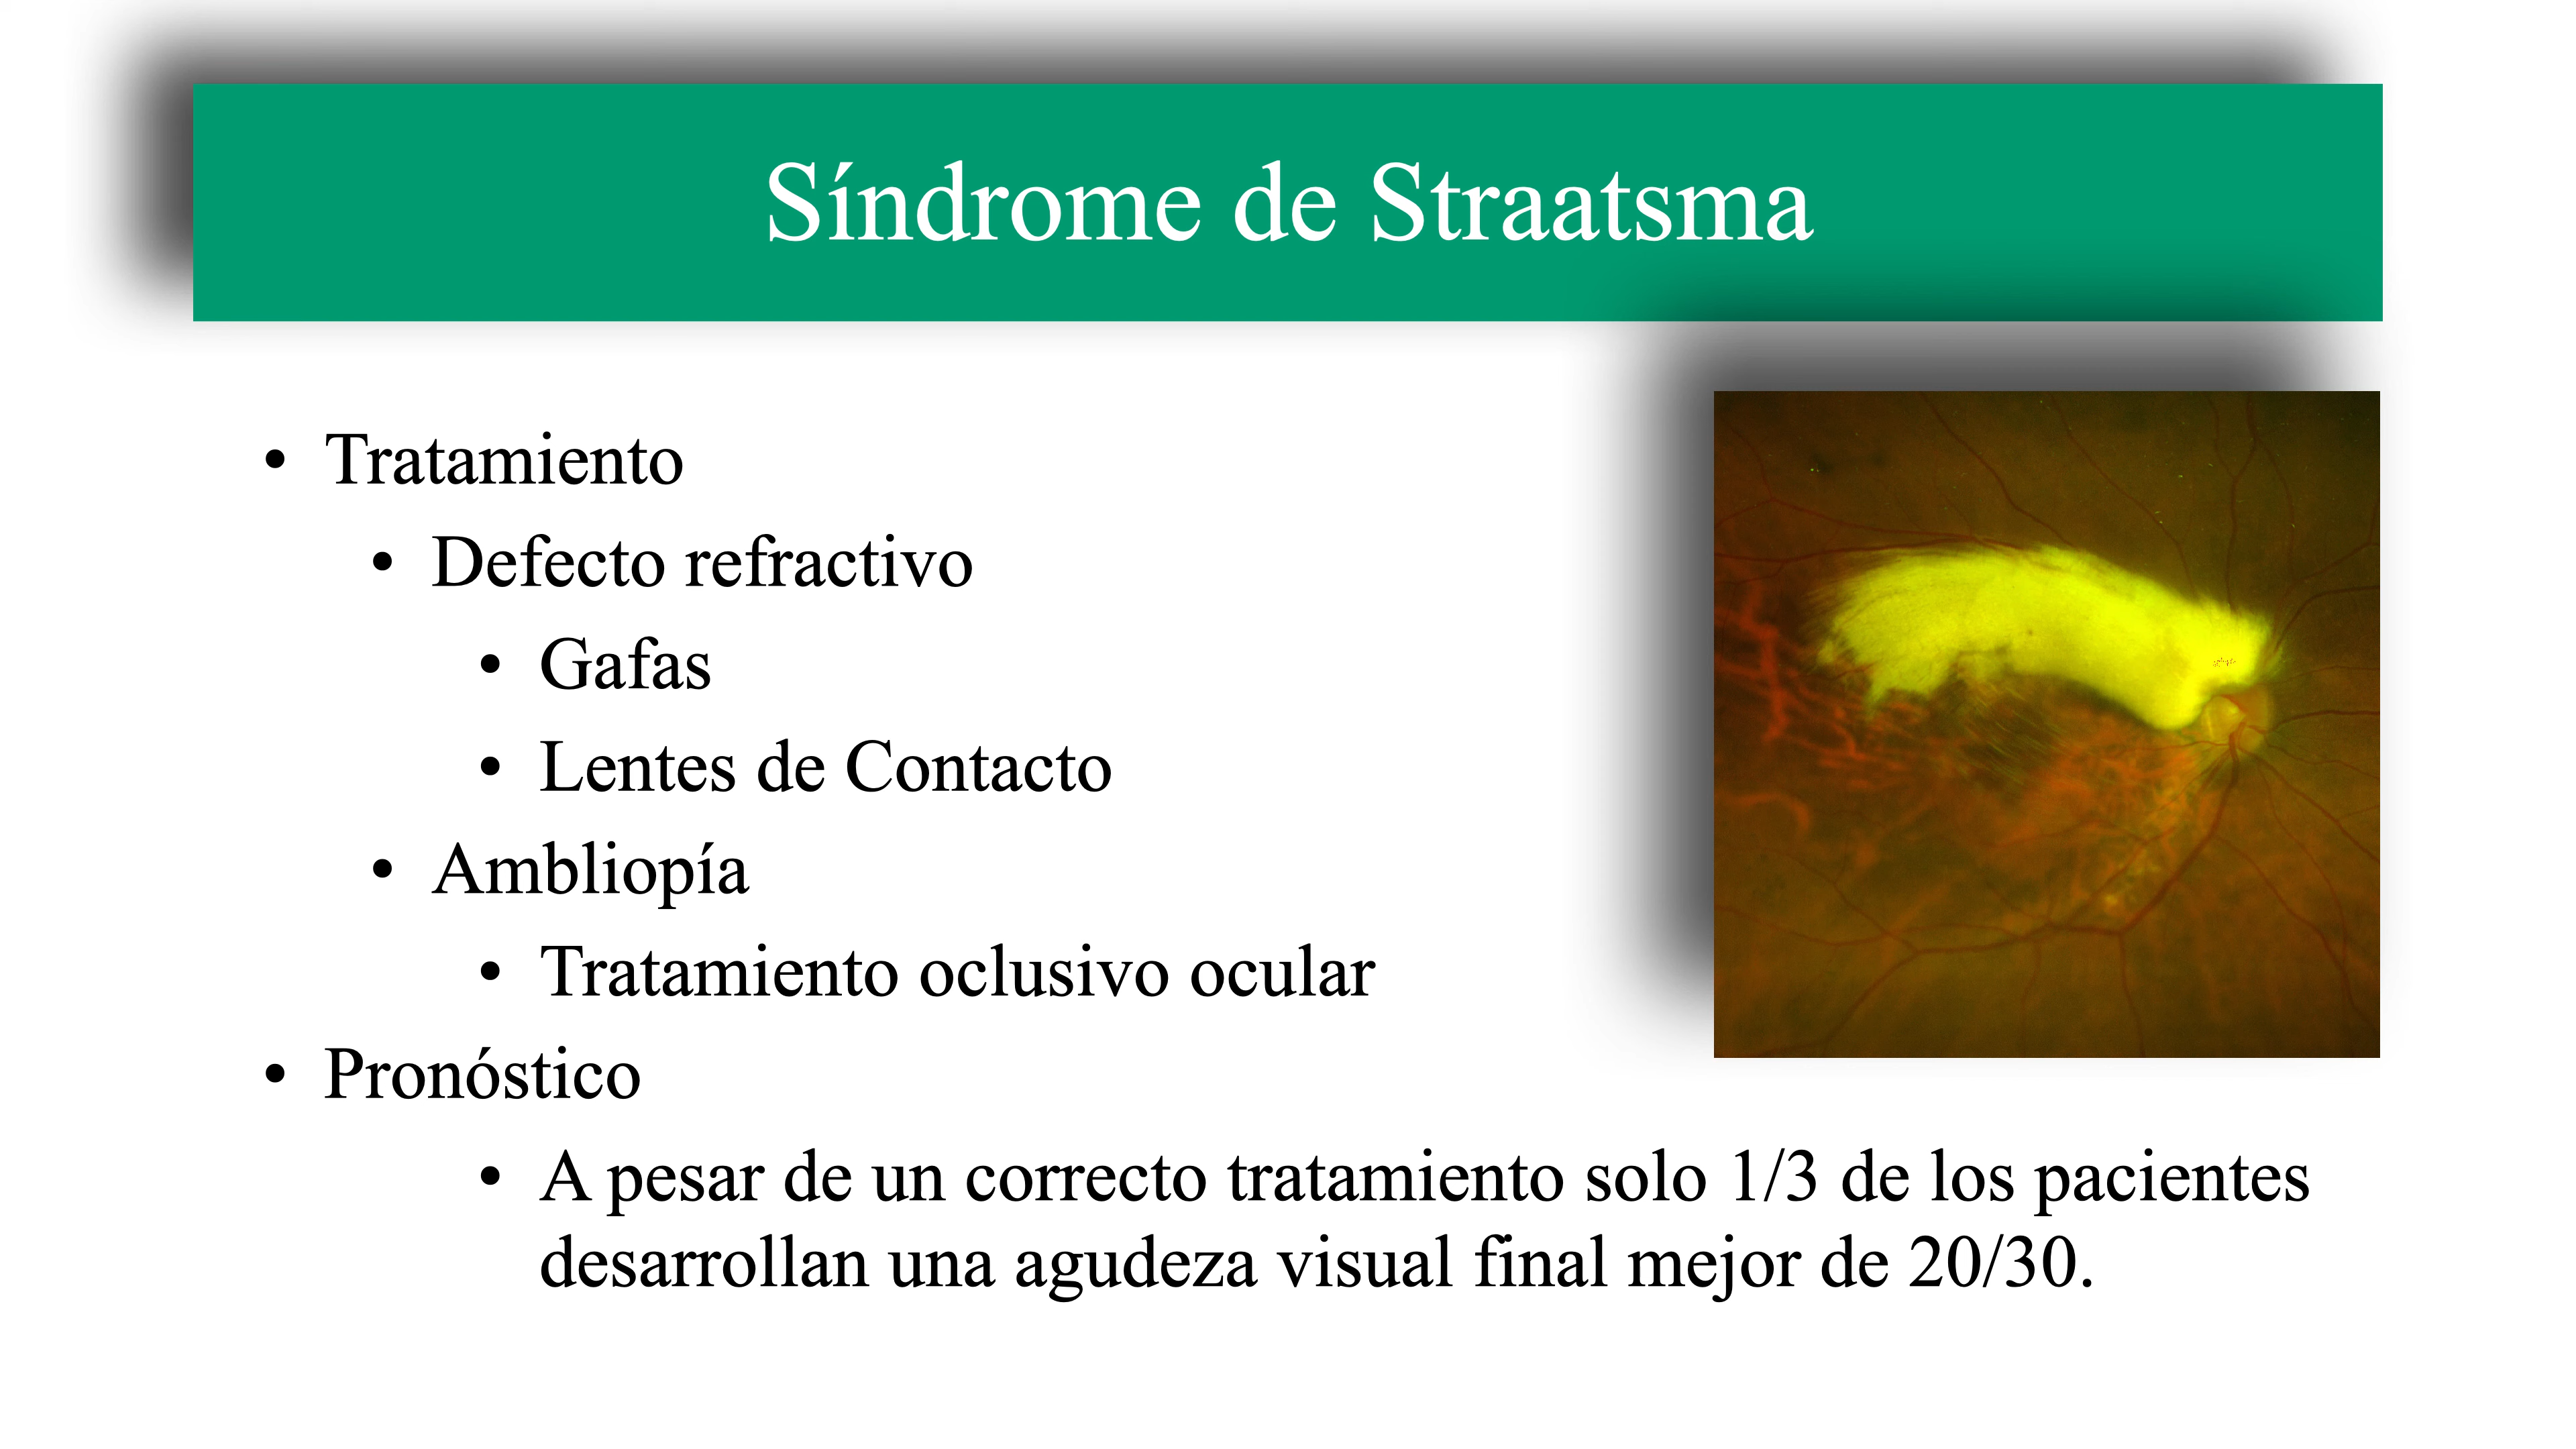 Síndrome de Straatsma
• Tratamiento
• Defecto refractivo
• Gafas
• Lentes de Contacto
• Ambliopía
• Tratamiento oclusivo ocular
• Pronóstico
• A pesar de un correcto tratamiento solo 1/3 de los pacientes
desarrollan una agudeza visual final mejor de 20/30.